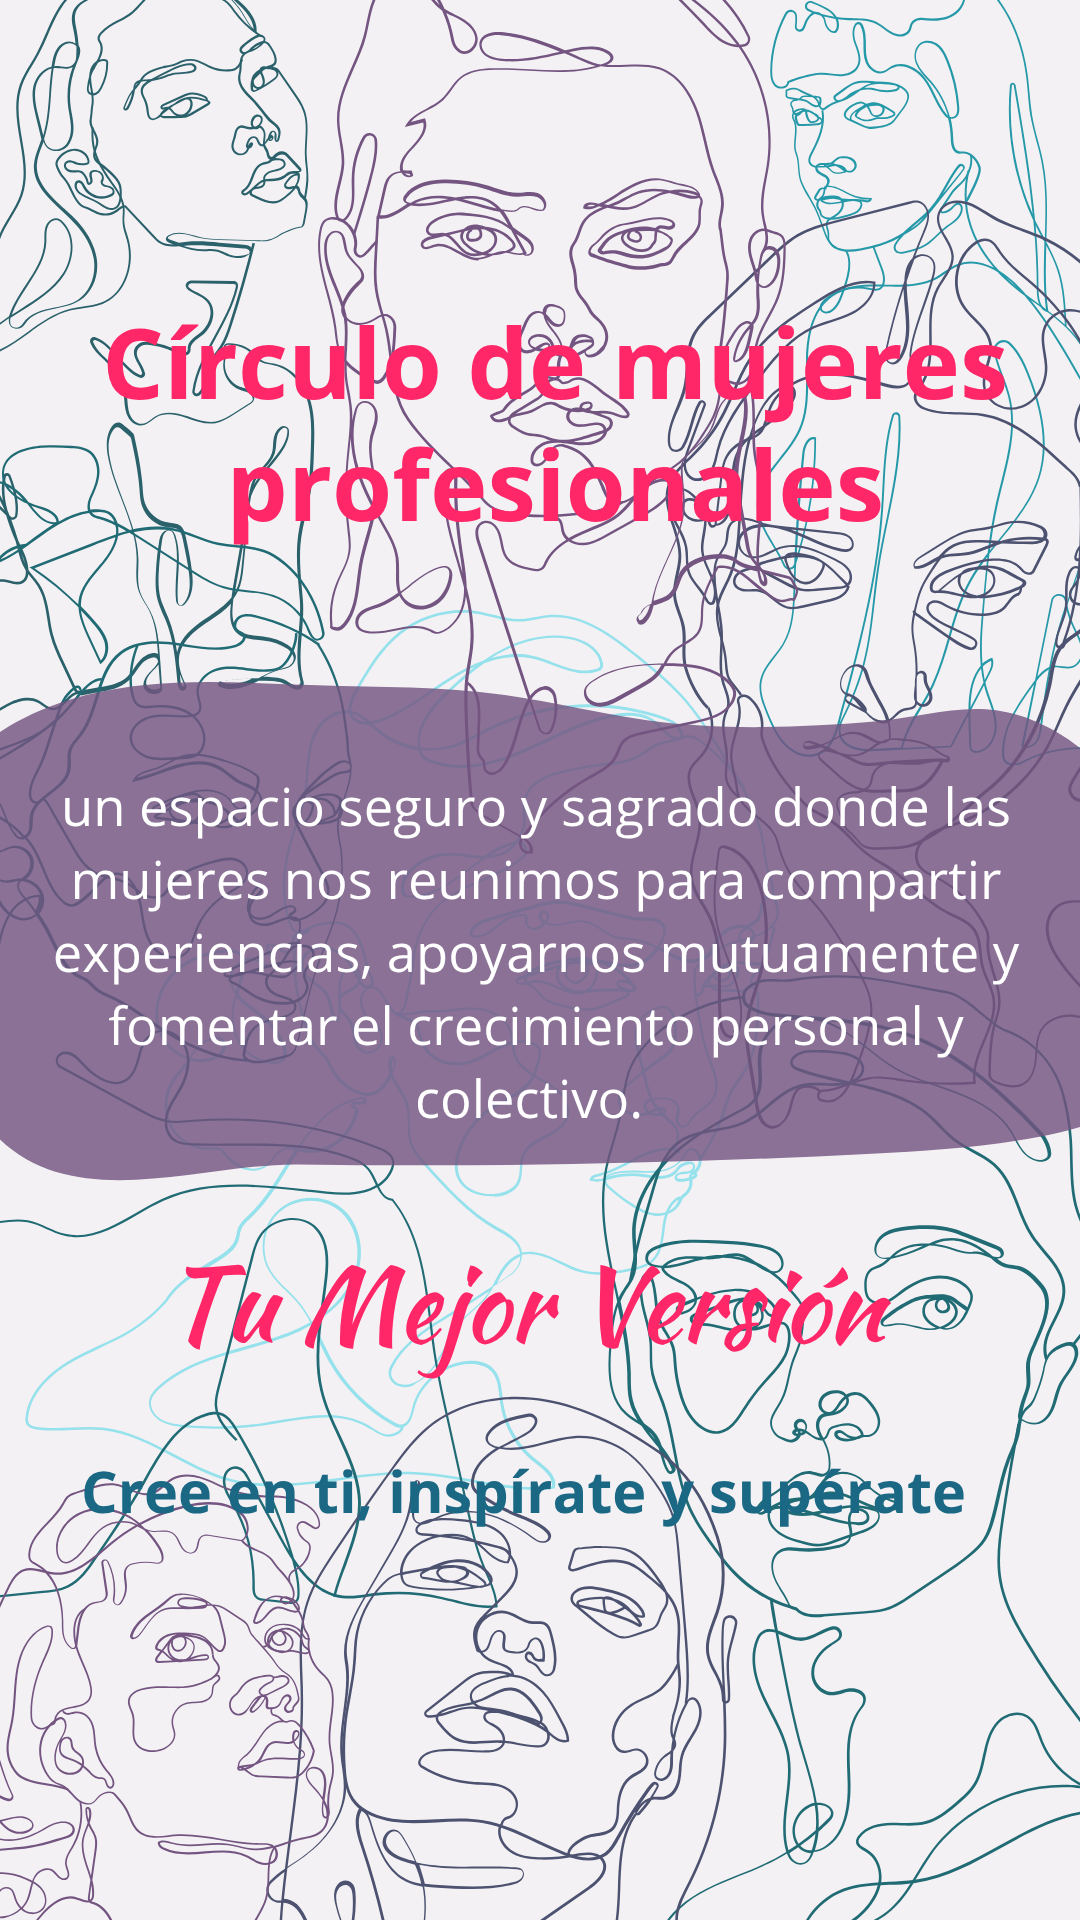 Círculo de mujeres
profesionales
un espacio seguro y sagrado donde las
mujeres nos reunimos para compartir
experiencias, apoyarnos mutuamente y
fomentar el crecimiento personal y
colectivo.
Tu Mejor Versión
Cree en ti, inspírate y supérate